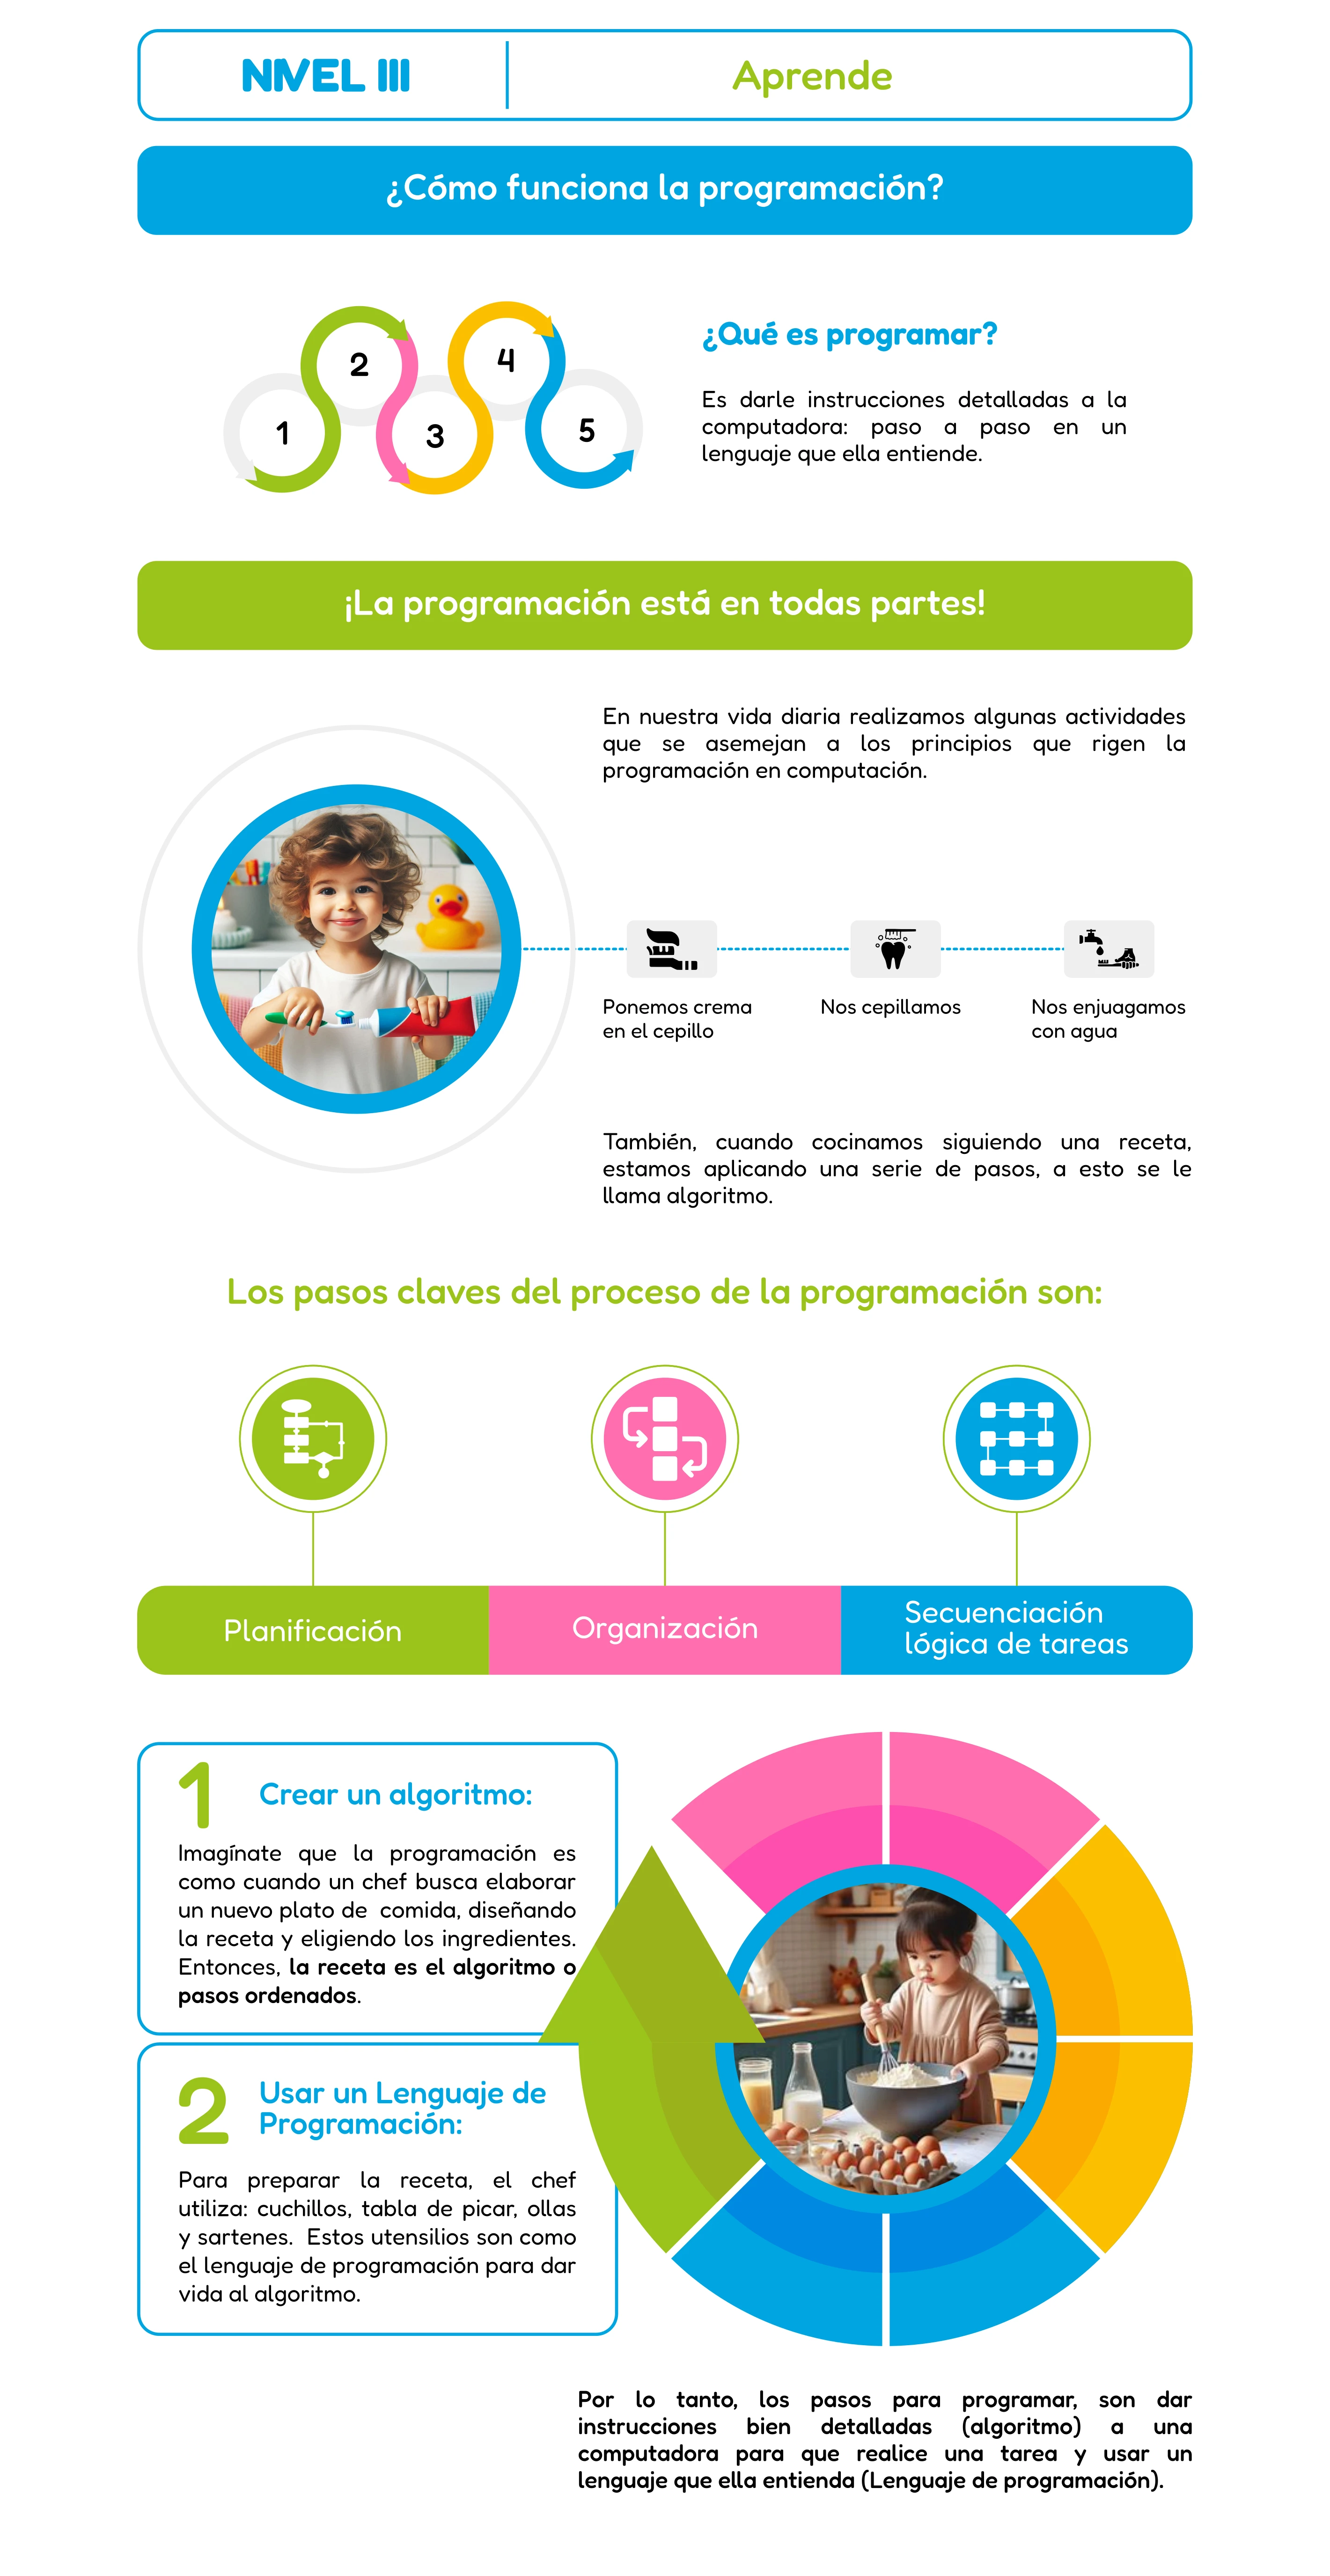 NIVEL III
Aprende
¿Cómo funciona la programación?
1
2
3
4
5
¿Qué es programar?
Es darle instrucciones detalladas a la
computadora: paso a paso en un
lenguaje que ella entiende.
¡La programación está en todas partes!
En nuestra vida diaria realizamos algunas actividades
que se asemejan a los principios que rigen la
programación en computación.
Ponemos crema
en el cepillo
Nos cepillamos
Nos enjuagamos
con agua
También, cuando cocinamos siguiendo una receta,
estamos aplicando una serie de pasos, a esto se le
llama algoritmo.
Los pasos claves del proceso de la programación son:
Planificación
Organización
Secuenciación
lógica de tareas
1
Crear un algoritmo:
Imagínate que la programación es
como cuando un chef busca elaborar
un nuevo plato de comida, diseñando
la receta y eligiendo los ingredientes.
Entonces, la receta es el algoritmo o
pasos ordenados.
2
Usar un Lenguaje de
Programación:
Para preparar la receta, el chef
utiliza: cuchillos, tabla de picar, ollas
y sartenes. Estos utensilios son como
el lenguaje de programación para dar
vida al algoritmo.
Por lo tanto, los pasos para programar, son dar
instrucciones bien detalladas (algoritmo) a una
computadora para que realice una tarea y usar un
lenguaje que ella entienda (Lenguaje de programación).